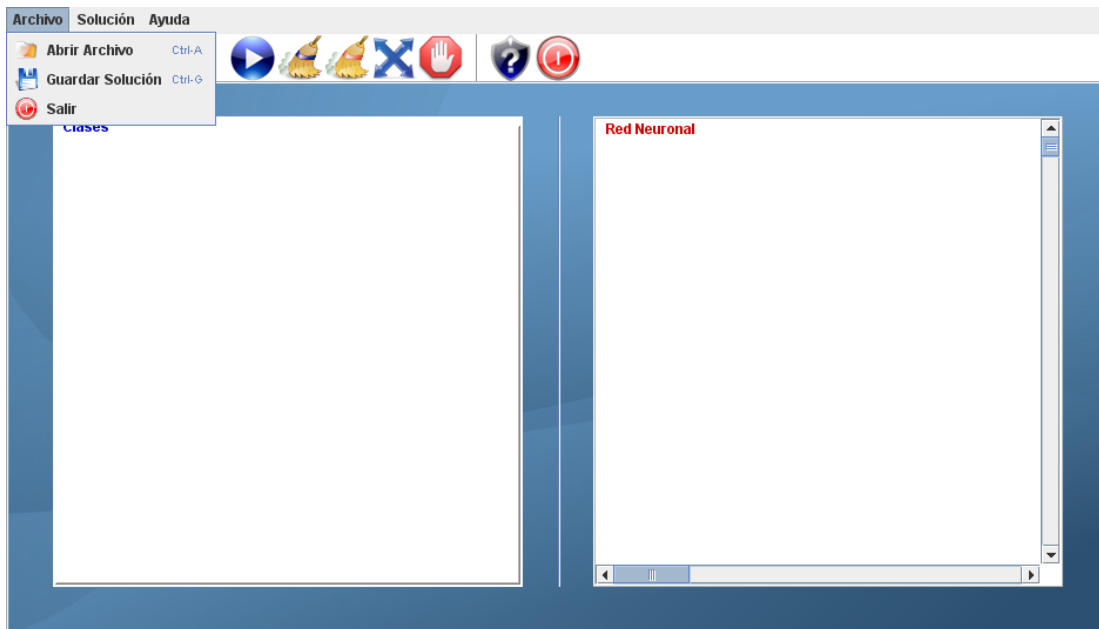 Archivo Solución Ayuda
Abrir Archivo Ctrl-A
Guardar Solución Ctrl-G
Salir
Clases
Red Neuronal